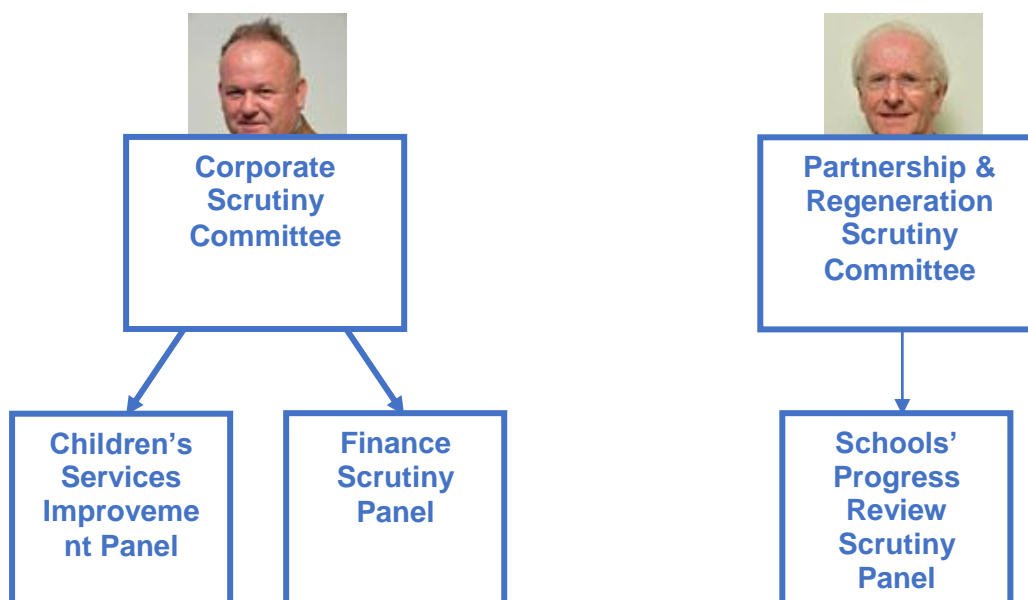 Corporate
Scrutiny
Committee
Partnership &
Regeneration
Scrutiny
Committee
Children’s
Services
Improveme
nt Panel
Finance
Scrutiny
Panel
Schools’
Progress
Review
Scrutiny
Panel